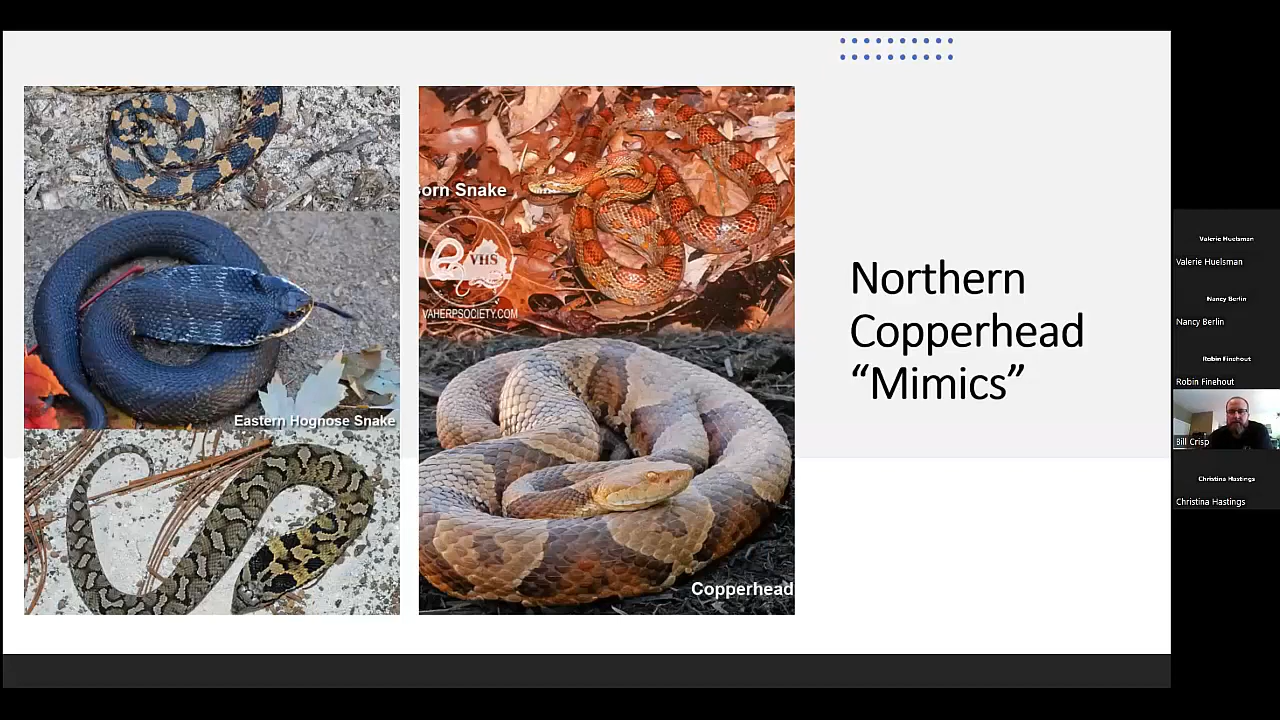 orn Snake
VHS
VAHERPSOCIETY.COM
Eastern Hognose Snake
Copperhead
Northern
Copperhead
“Mimics”
Valerie Huelsman
Valerie Huelsman
Nancy Berlin
Nancy Berlin
Robin Finehout
Robin Finehout
Bill Crisp
Christina Hastings
Christina Hastings